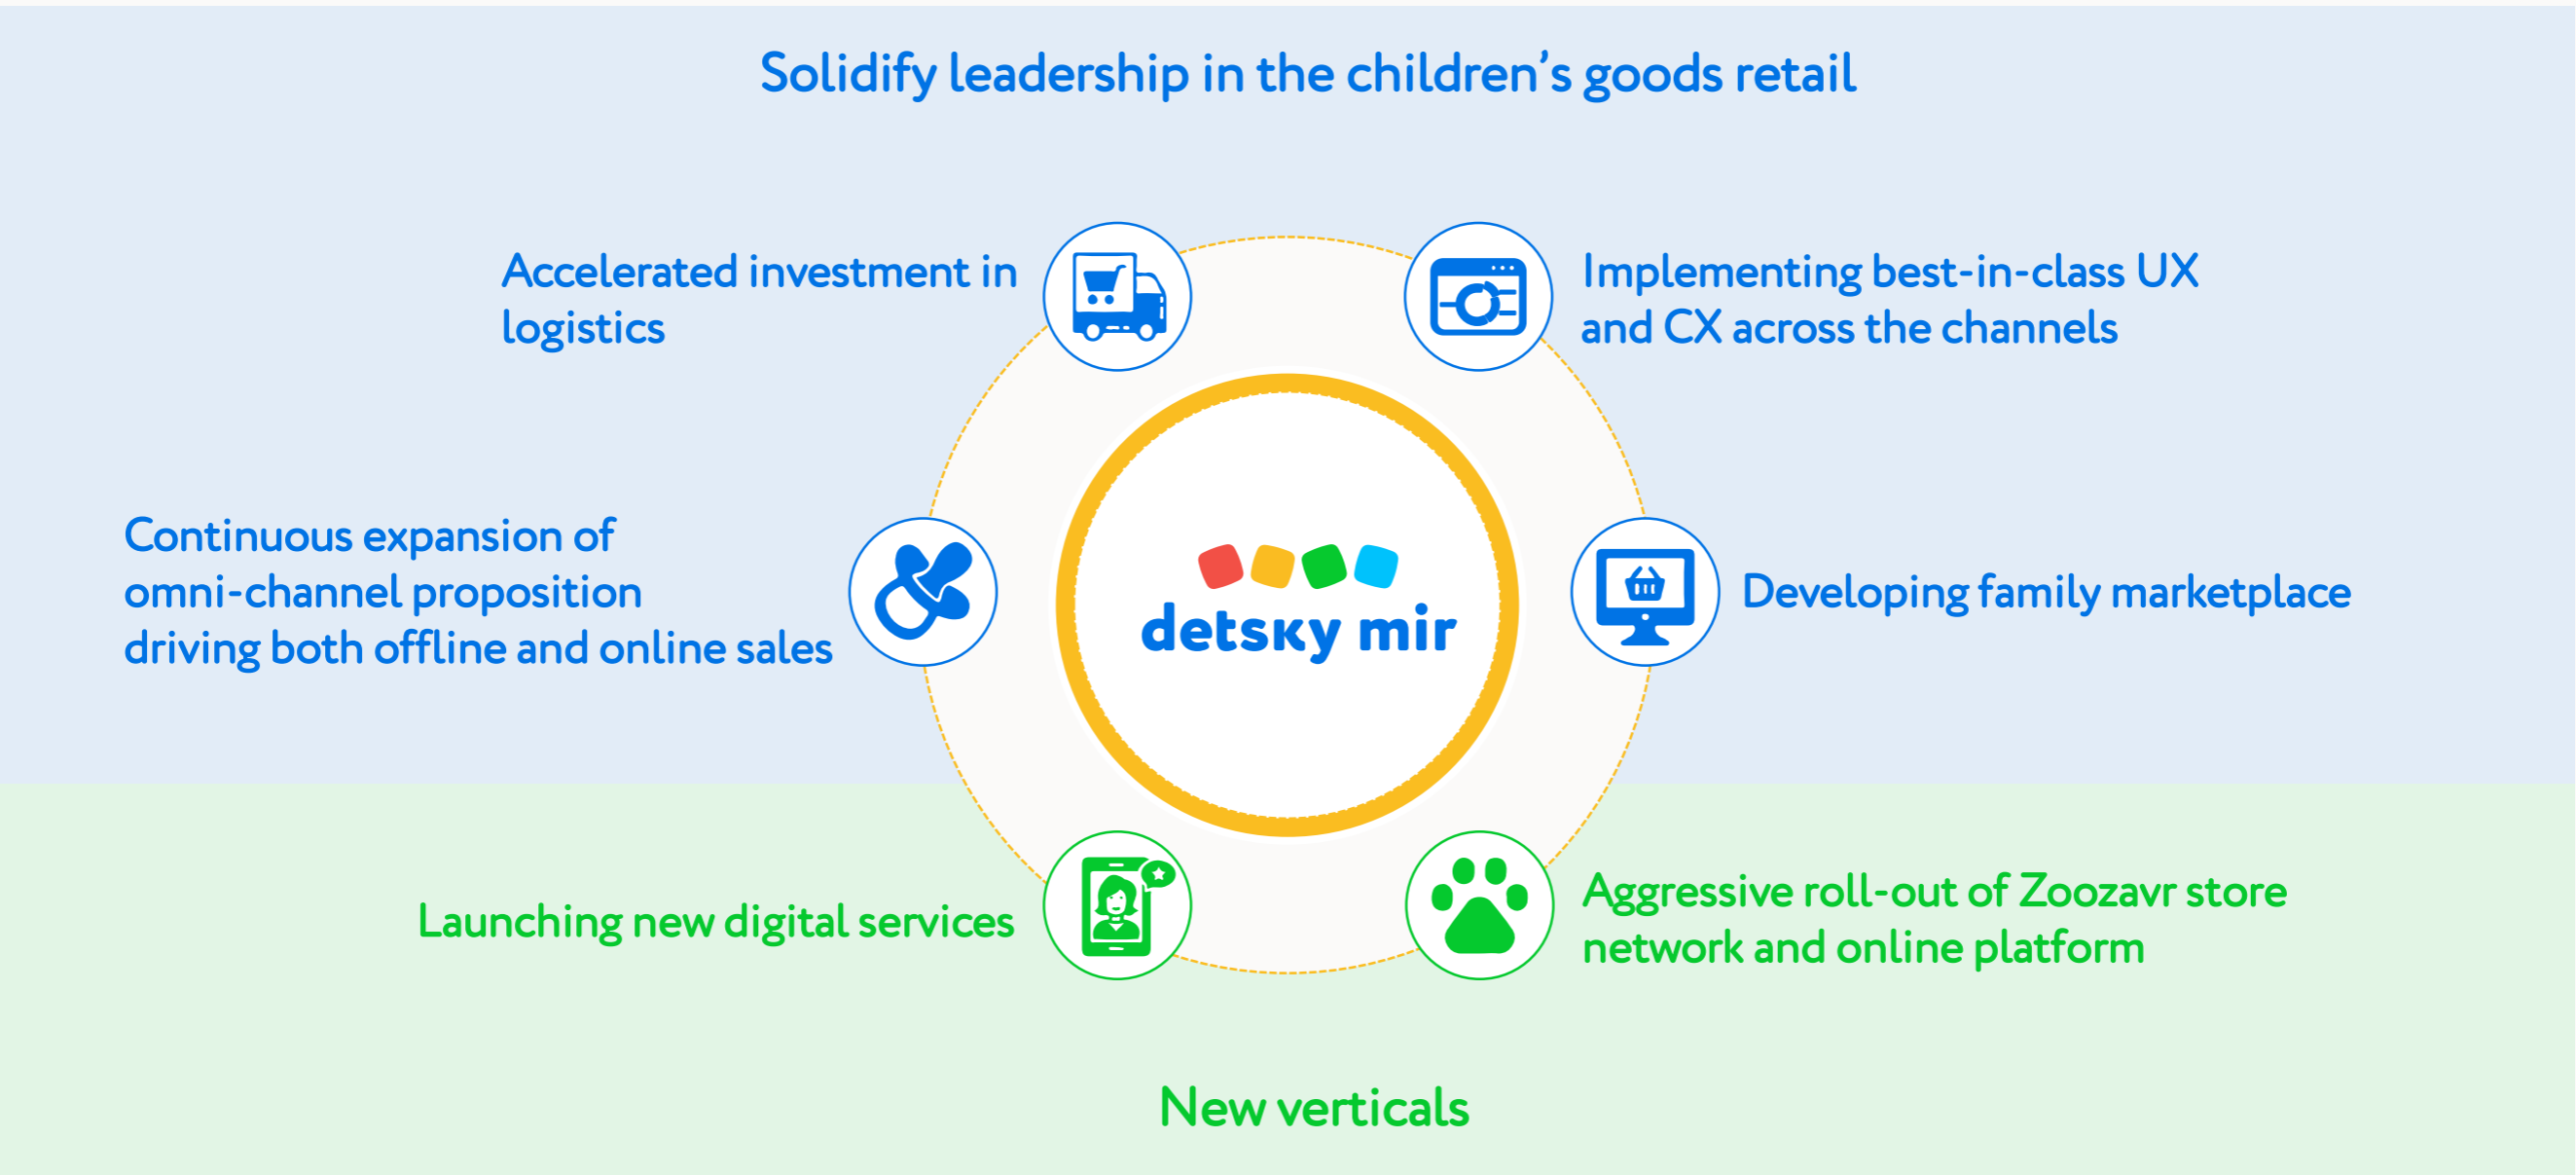 Solidify leadership in the children’s goods retail
Accelerated investment in
logistics
Implementing best-in-class UX
and CX across the channels
Continuous expansion of
omni-channel proposition
driving both offline and online sales
detsky mir
Developing family marketplace
Launching new digital services
Aggressive roll-out of Zoozavr store
network and online platform
New verticals